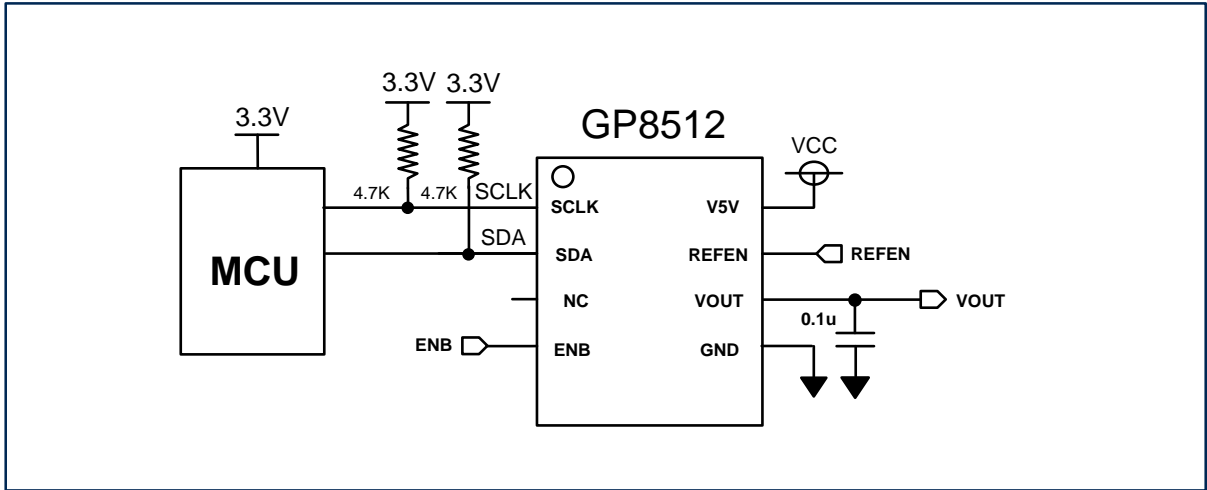 3.3V 3.3V
3.3V
GP8512
VCC
4.7K 4.7K SCLK
SCLK V5V
SDA
SDA REFEN REFEN
MCU
NC VOUT VOUT
0.1u
ENB ENB GND